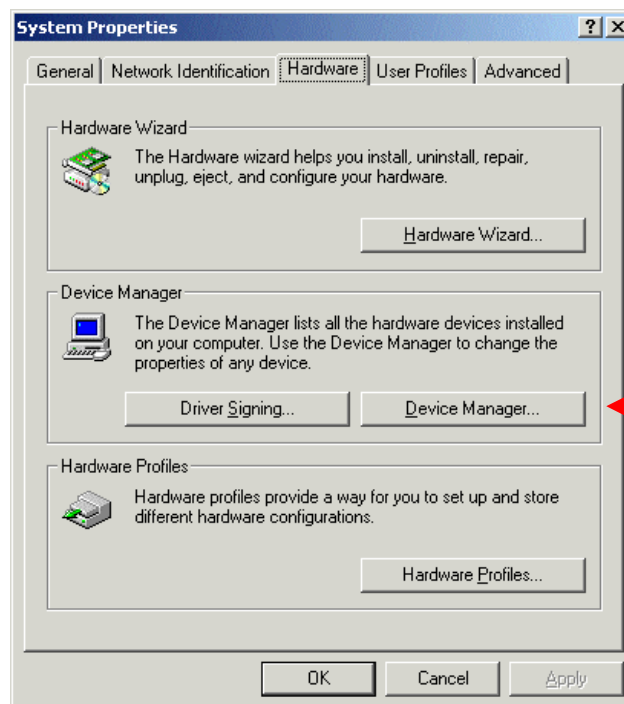 System Properties
General Network Identification Hardware User Profiles Advanced
Hardware Wizard
The Hardware wizard helps you install, uninstall, repair,
unplug, eject, and configure your hardware.
Hardware Wizard...
Device Manager
The Device Manager lists all the hardware devices installed
on your computer. Use the Device Manager to change the
properties of any device.
Driver Signing... Device Manager...
Hardware Profiles
Hardware profiles provide a way for you to set up and store
different hardware configurations.
Hardware Profiles...
OK Cancel Apply